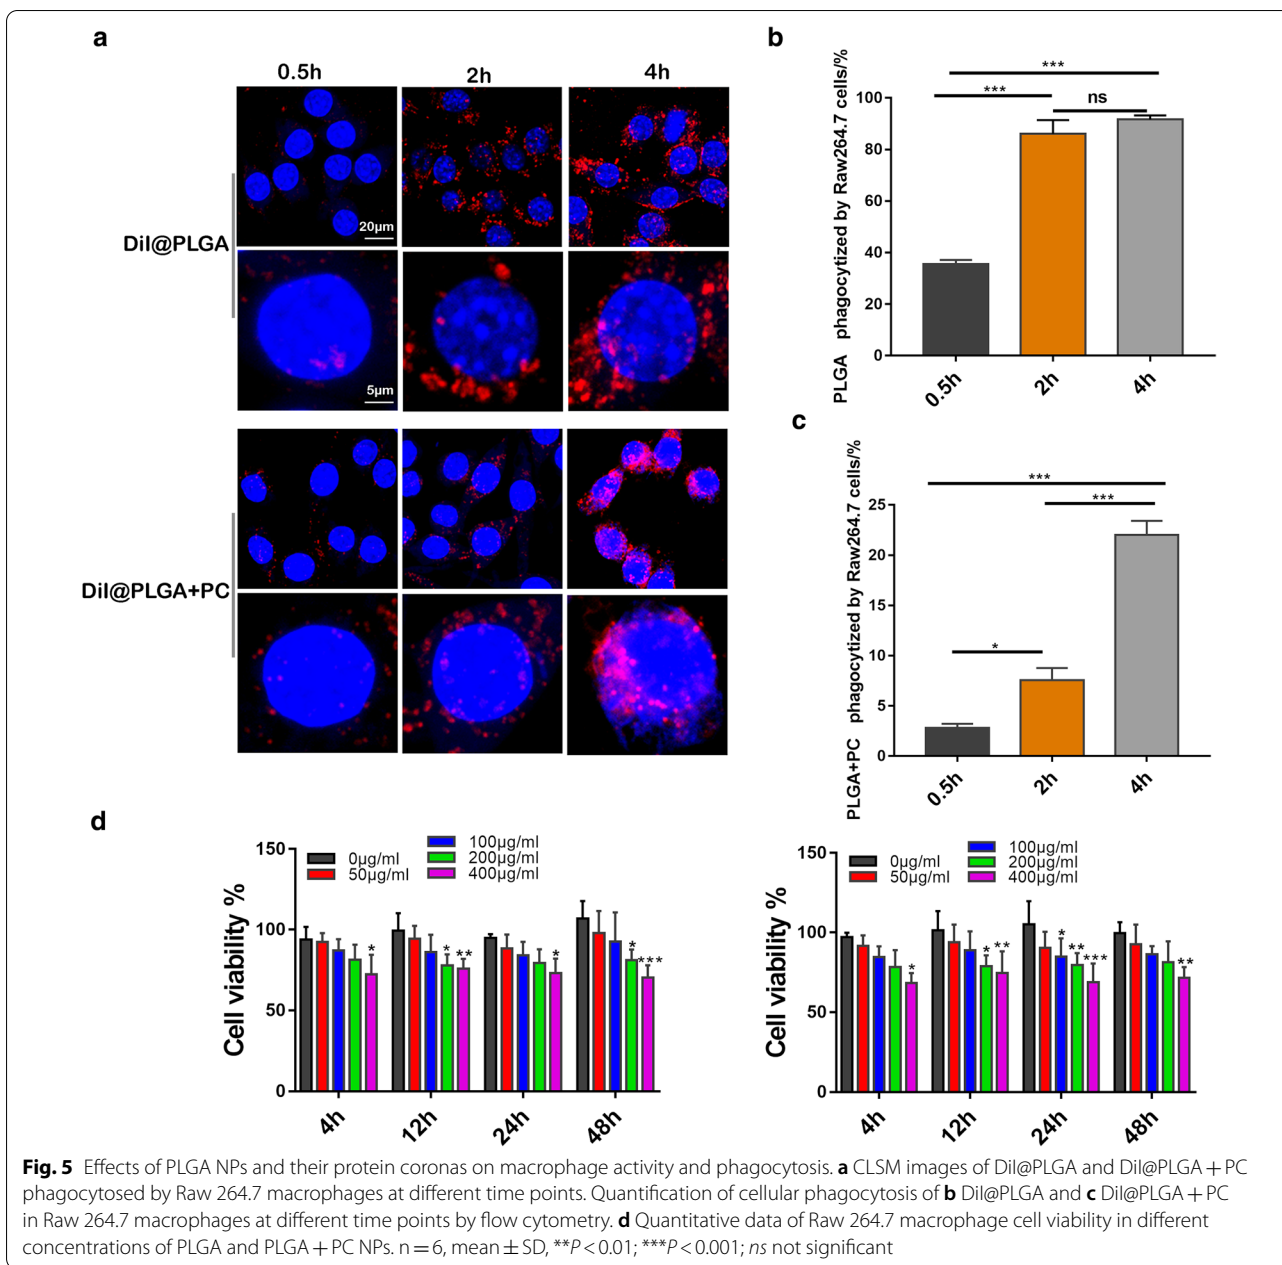 a
0.5h 2h 4h
DiI@PLGA
20μm
5μm
DiI@PLGA+PC
b
PLGA phagocytized by Raw264.7 cells/%
100
80
60
40
20
0
***
***
ns
0.5h 2h 4h
c
PLGA+PC phagocytized by Raw264.7 cells/%
25
20
15
10
5
0
***
***
*
0.5h 2h 4h
d
Cell viability %
150
100
50
0
0μg/ml
50μg/ml
100μg/ml
200μg/ml
400μg/ml
* * ** * * ***
4h 12h 24h 48h
Cell viability %
150
100
50
0
0μg/ml
50μg/ml
100μg/ml
200μg/ml
400μg/ml
* * ** * ** *** **
4h 12h 24h 48h
Fig. 5 Effects of PLGA NPs and their protein coronas on macrophage activity and phagocytosis. a CLSM images of DiI@PLGA and DiI@PLGA + PC
phagocytosed by Raw 264.7 macrophages at different time points. Quantification of cellular phagocytosis of b DiI@PLGA and c DiI@PLGA + PC
in Raw 264.7 macrophages at different time points by flow cytometry. d Quantitative data of Raw 264.7 macrophage cell viability in different
concentrations of PLGA and PLGA + PC NPs. n = 6, mean ± SD, **P < 0.01; ***P < 0.001; ns not significant